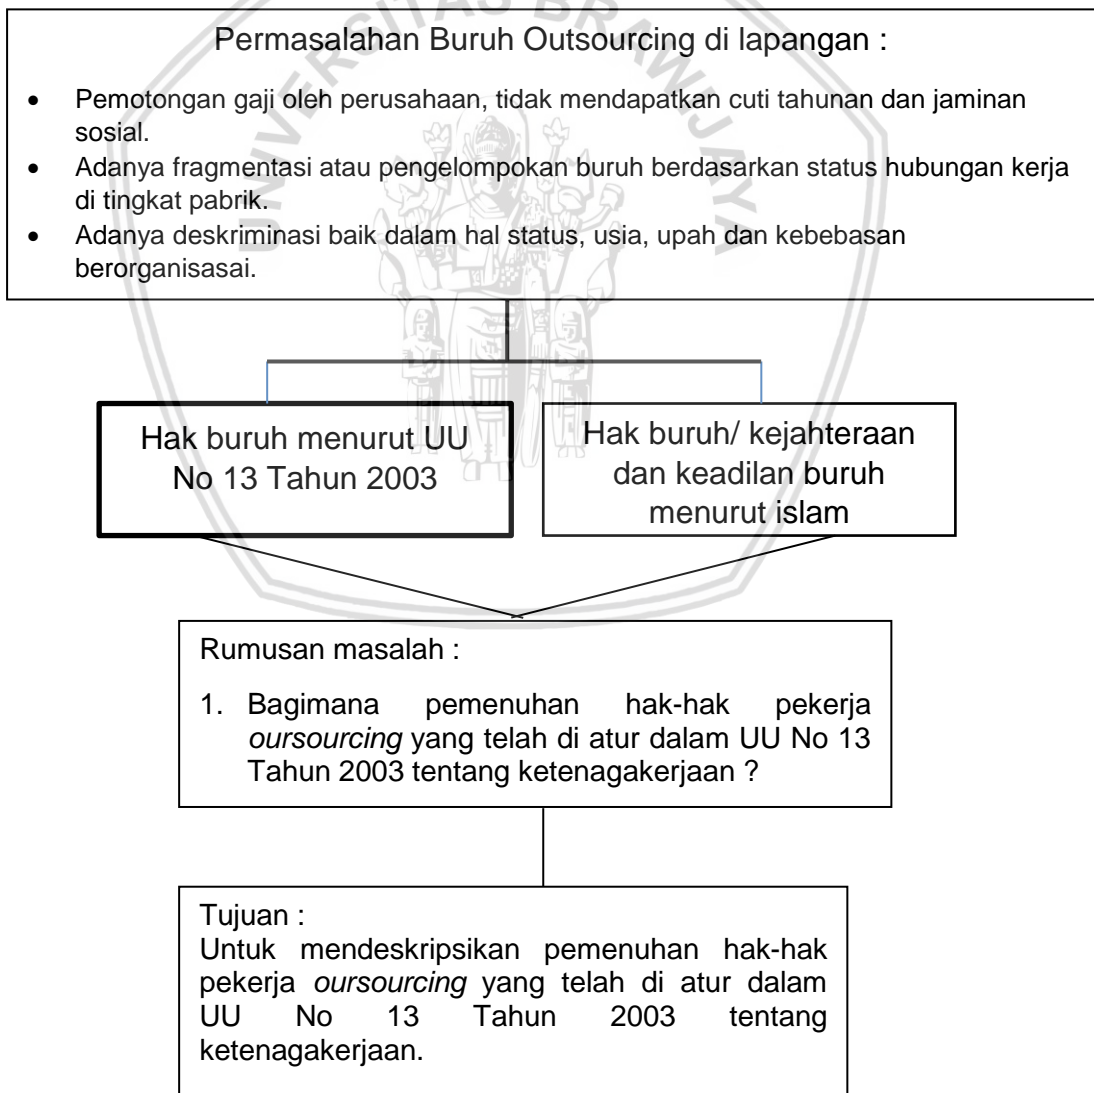 UNIVERSITAS BRAWIJAYA
Permasalahan Buruh Outsourcing di lapangan :
• Pemotongan gaji oleh perusahaan, tidak mendapatkan cuti tahunan dan jaminan
sosial.
• Adanya fragmentasi atau pengelompokan buruh berdasarkan status hubungan kerja
di tingkat pabrik.
• Adanya deskriminasi baik dalam hal status, usia, upah dan kebebasan
berorganisasai.
Hak buruh menurut UU
No 13 Tahun 2003
Hak buruh/ kejahteraan
dan keadilan buruh
menurut islam
Rumusan masalah :
1. Bagimana pemenuhan hak-hak pekerja
oursourcing yang telah di atur dalam UU No 13
Tahun 2003 tentang ketenagakerjaan ?
Tujuan :
Untuk mendeskripsikan pemenuhan hak-hak
pekerja oursourcing yang telah di atur dalam
UU No 13 Tahun 2003 tentang
ketenagakerjaan.